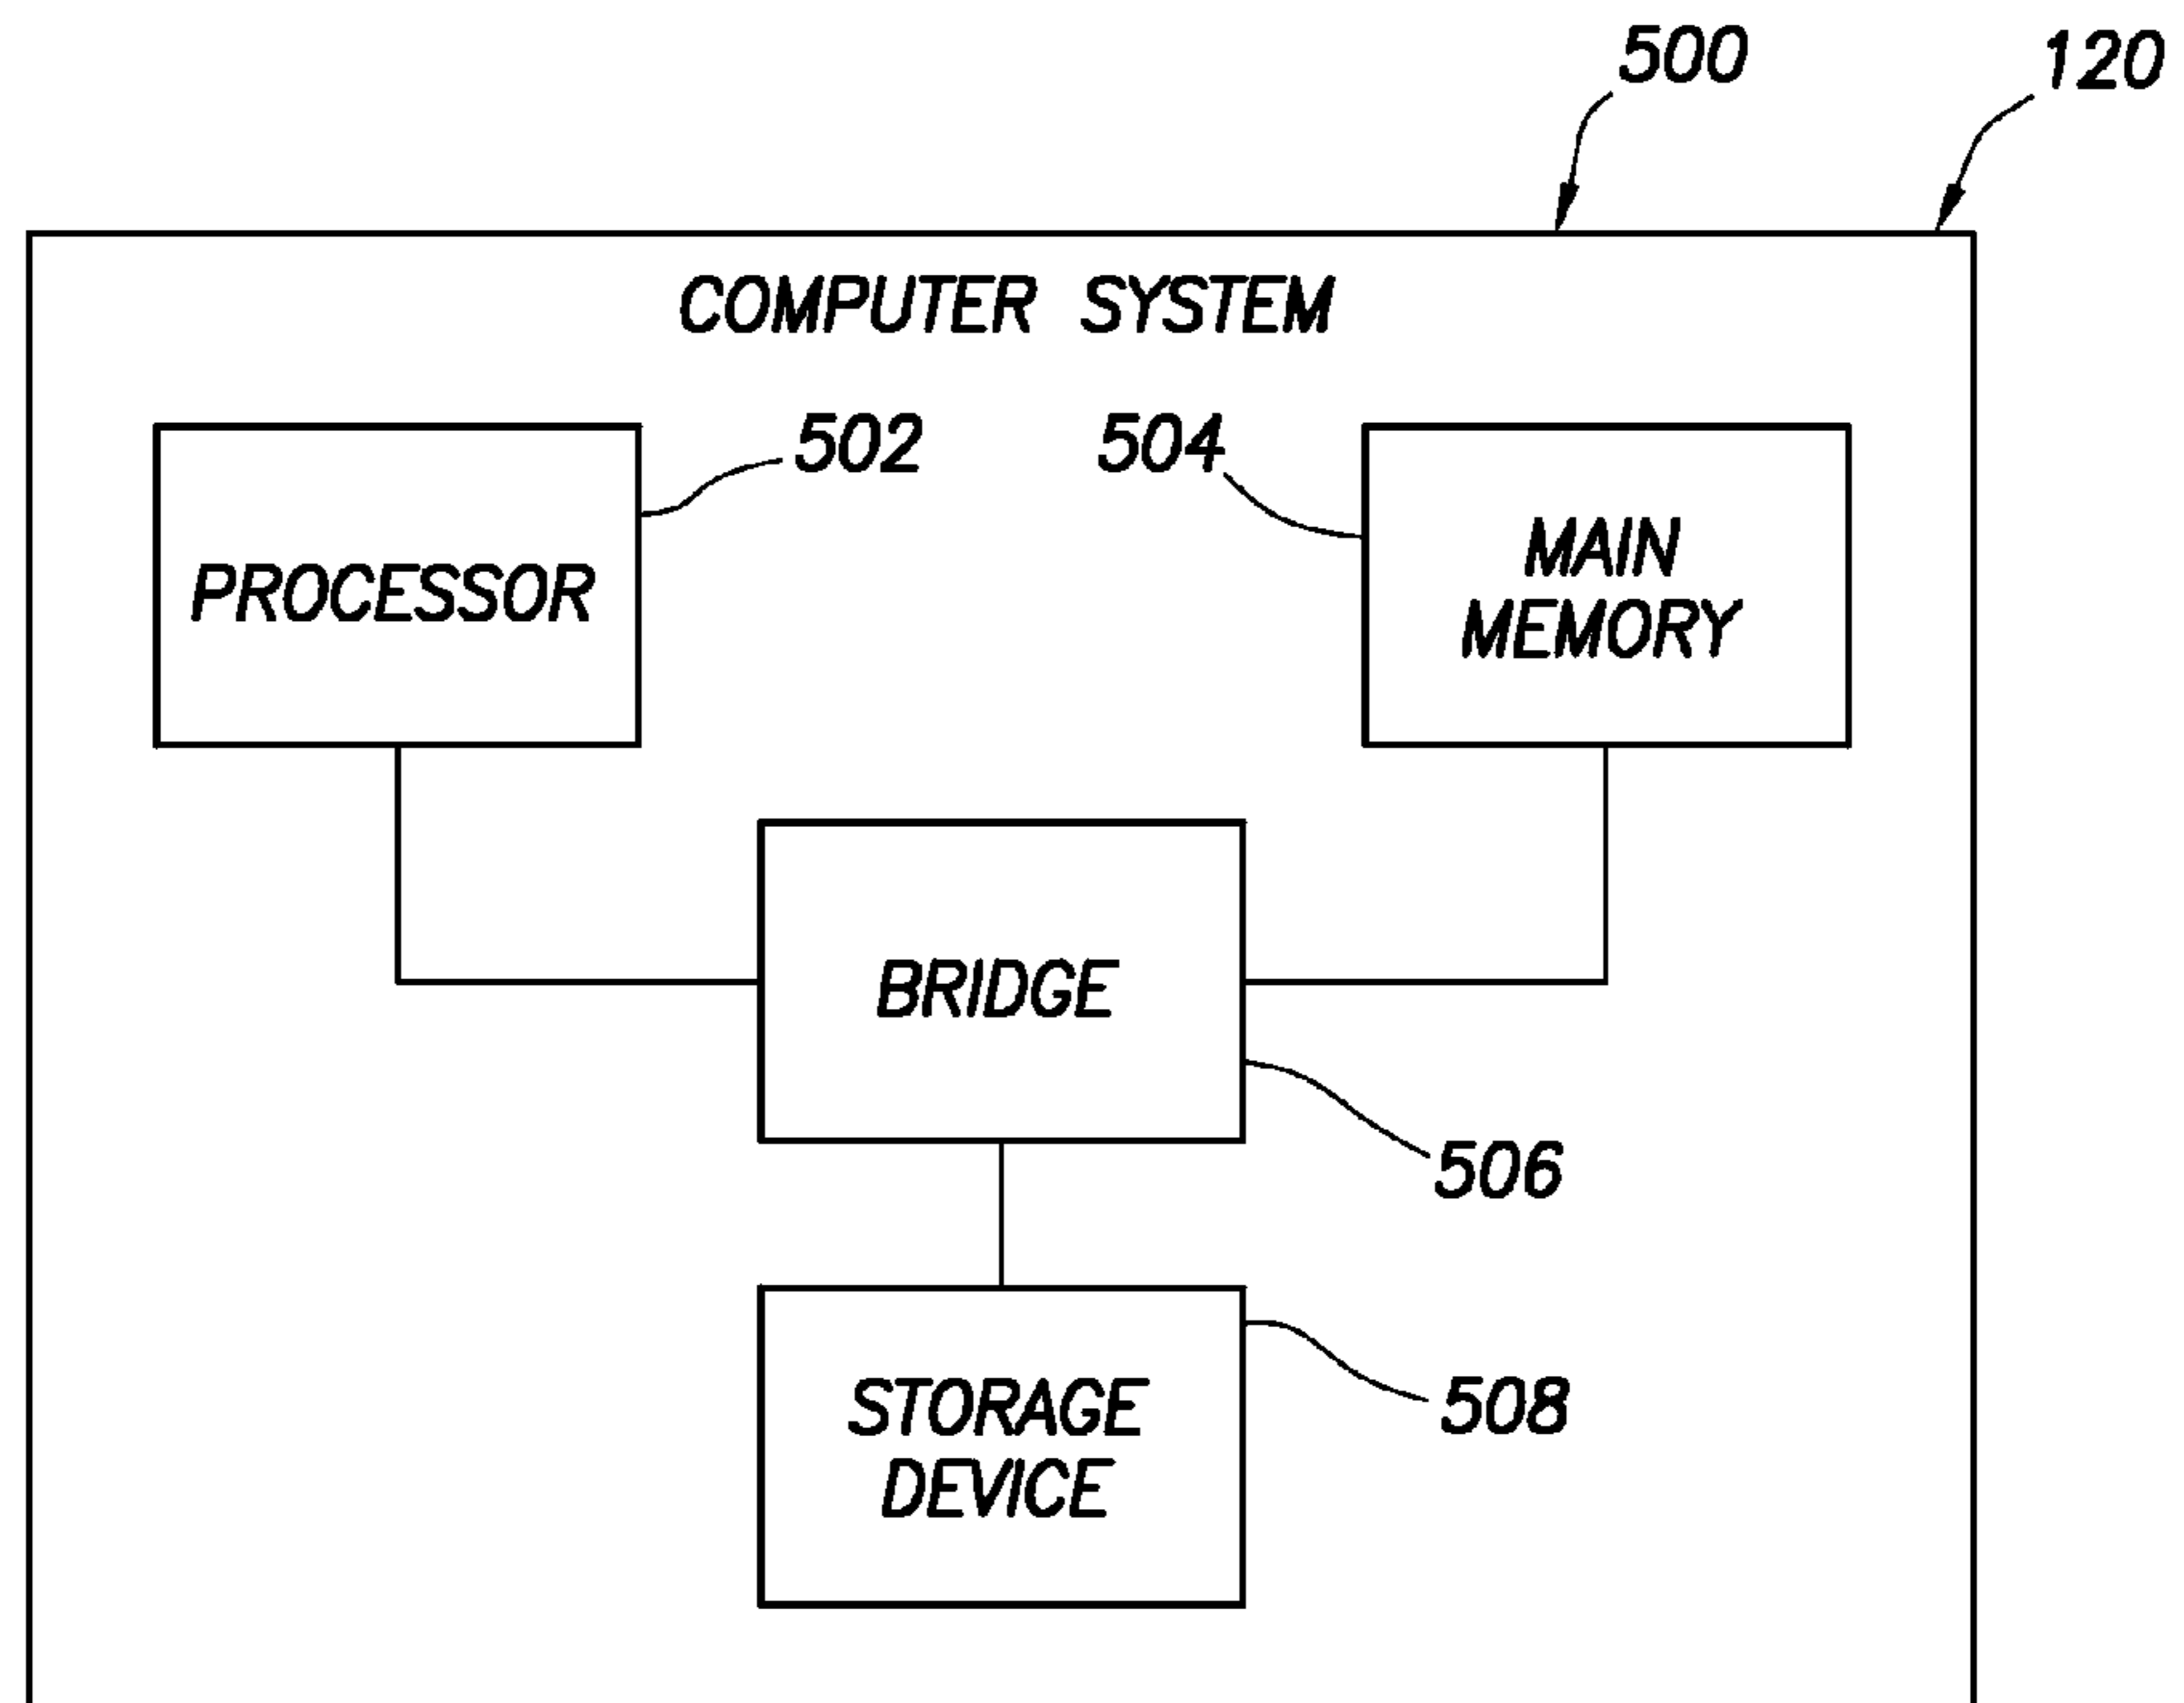 500
120
COMPUTER SYSTEM
502
504
PROCESSOR
MAIN
MEMORY
BRIDGE
506
508
STORAGE
DEVICE